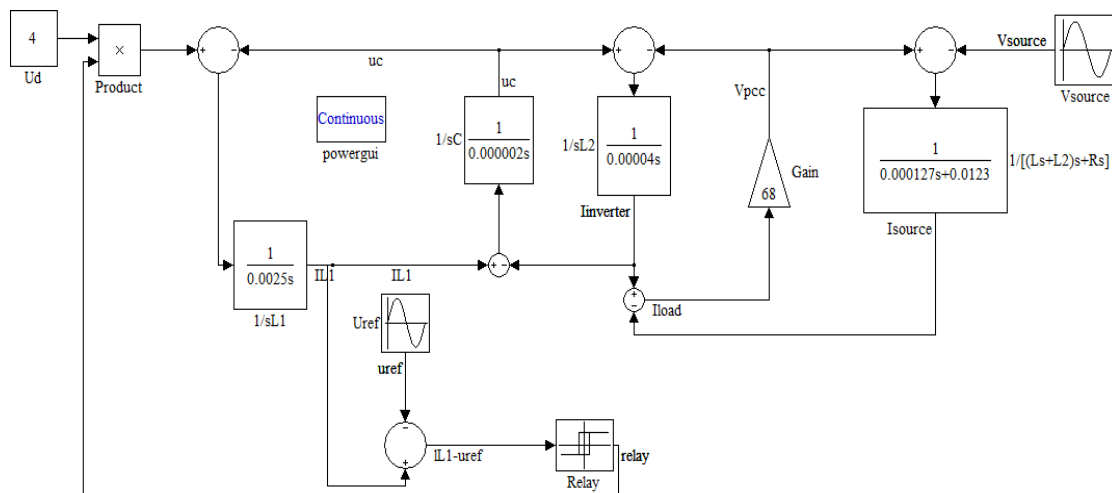 4
Ud
×
Product
+
−
uc
Continuous
powergui
uc
1/sC
1
0.000002s
+
−
1/sL2
1
0.00004s
Iinverter
−
Vpcc
Gain
68
+
−
Vsource
Vsource
1
0.000127s+0.0123
1/[(Ls+L2)s+Rs]
Isource
1
0.0025s
1/sL1
IL1
IL1
+
−
+
−
Iload
Uref
uref
−
+
IL1-uref
Relay
relay